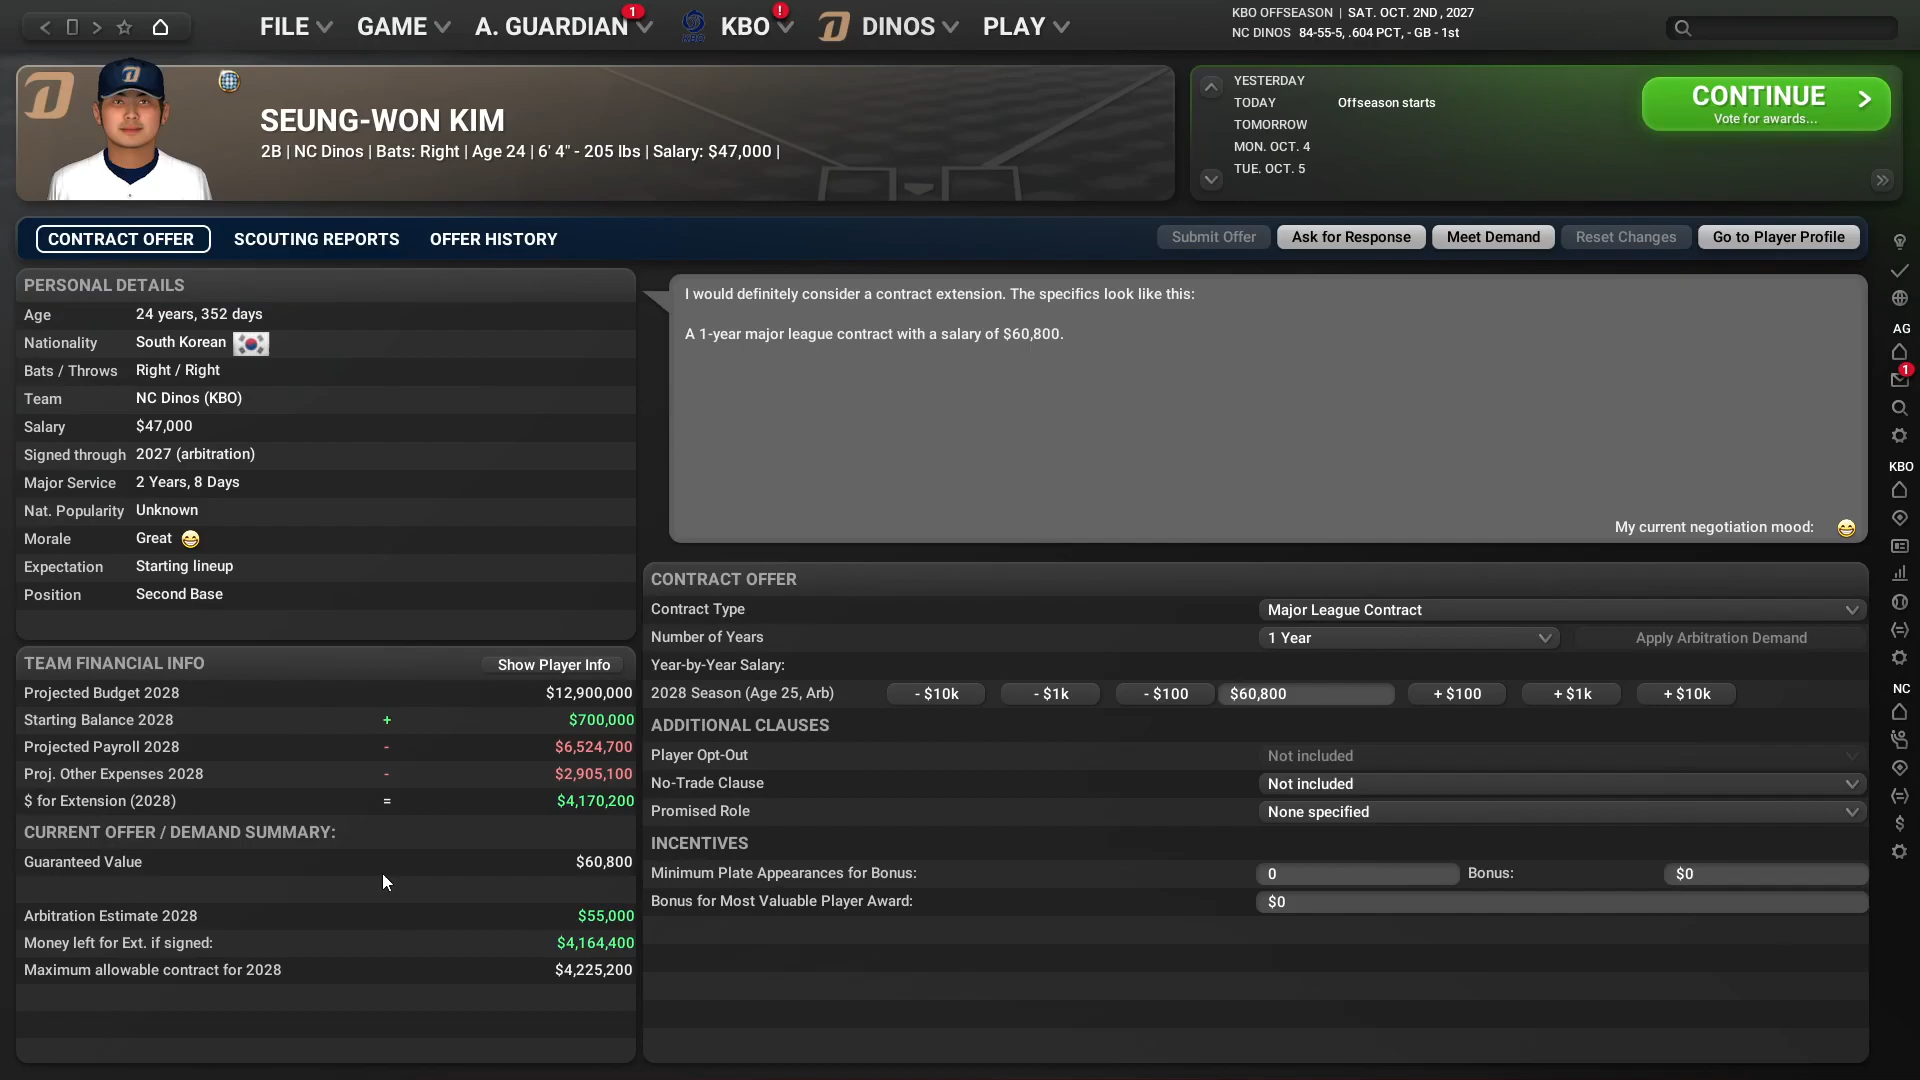 FILE
GAME
A. GUARDIAN
1
KBO
!
DINOS
PLAY
KBO OFFSEASON | SAT. OCT. 2ND , 2027
NC DINOS 84-55-5, .604 PCT, - GB - 1st
SEUNG-WON KIM
2B | NC Dinos | Bats: Right | Age 24 | 6' 4" - 205 lbs | Salary: $47,000 |
YESTERDAY
TODAY Offseason starts
TOMORROW
MON. OCT. 4
TUE. OCT. 5
CONTINUE
Vote for awards...
CONTRACT OFFER
SCOUTING REPORTS
OFFER HISTORY
Submit Offer
Ask for Response
Meet Demand
Reset Changes
Go to Player Profile
PERSONAL DETAILS
Age 24 years, 352 days
Nationality South Korean
Bats / Throws Right / Right
Team NC Dinos (KBO)
Salary $47,000
Signed through 2027 (arbitration)
Major Service 2 Years, 8 Days
Nat. Popularity Unknown
Morale Great
Expectation Starting lineup
Position Second Base
TEAM FINANCIAL INFO Show Player Info
Projected Budget 2028 $12,900,000
Starting Balance 2028 + $700,000
Projected Payroll 2028 - $6,524,700
Proj. Other Expenses 2028 - $2,905,100
$ for Extension (2028) = $4,170,200
CURRENT OFFER / DEMAND SUMMARY:
Guaranteed Value $60,800
Arbitration Estimate 2028 $55,000
Money left for Ext. if signed: $4,164,400
Maximum allowable contract for 2028 $4,225,200
I would definitely consider a contract extension. The specifics look like this:
A 1-year major league contract with a salary of $60,800.
My current negotiation mood:
CONTRACT OFFER
Contract Type Major League Contract
Number of Years 1 Year Apply Arbitration Demand
Year-by-Year Salary:
2028 Season (Age 25, Arb) - $10k - $1k - $100 $60,800 + $100 + $1k + $10k
ADDITIONAL CLAUSES
Player Opt-Out Not included
No-Trade Clause Not included
Promised Role None specified
INCENTIVES
Minimum Plate Appearances for Bonus: 0 Bonus: $0
Bonus for Most Valuable Player Award: $0
AG
1
KBO
NC